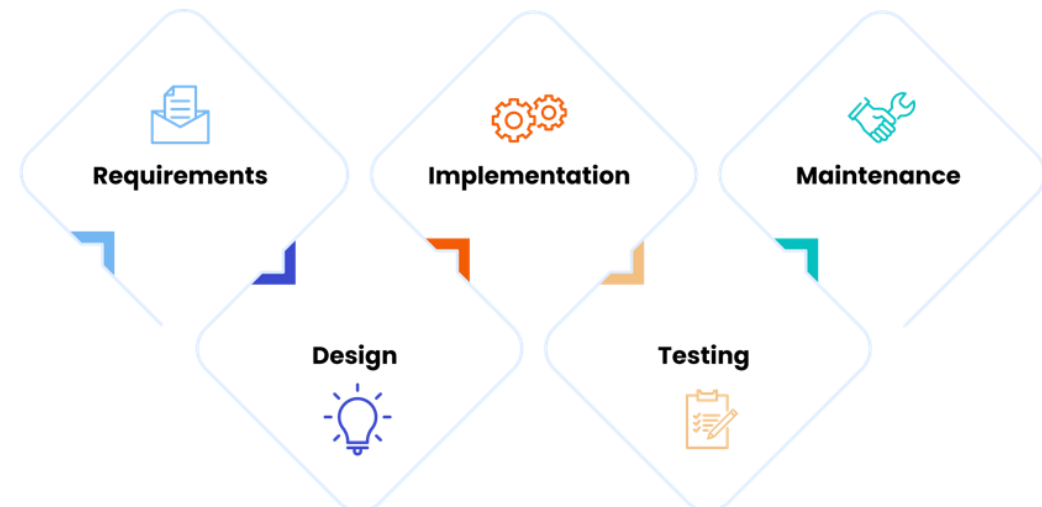 Requirements
Implementation
Maintenance
Design
Testing